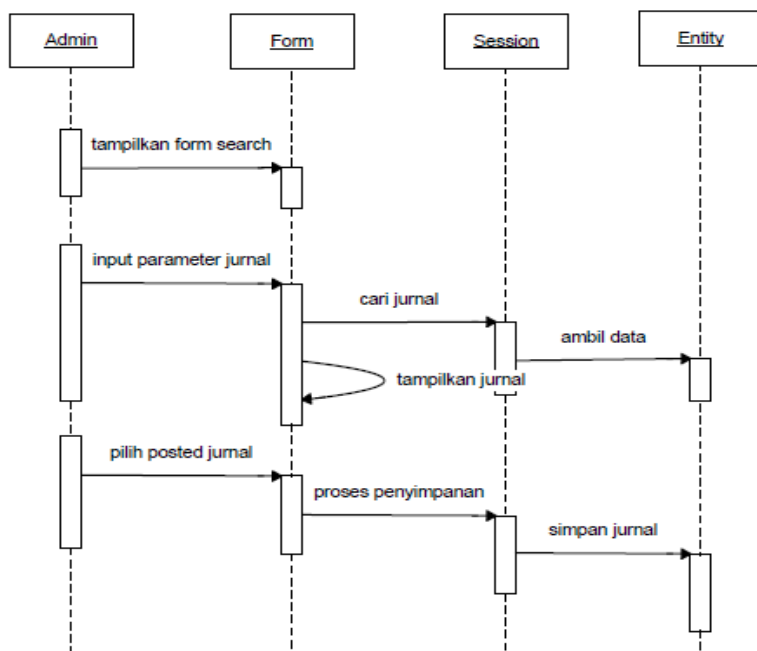 Admin
Form
Session
Entity
tampilkan form search
input parameter jurnal
cari jurnal
ambil data
tampilkan jurnal
pilih posted jurnal
proses penyimpanan
simpan jurnal